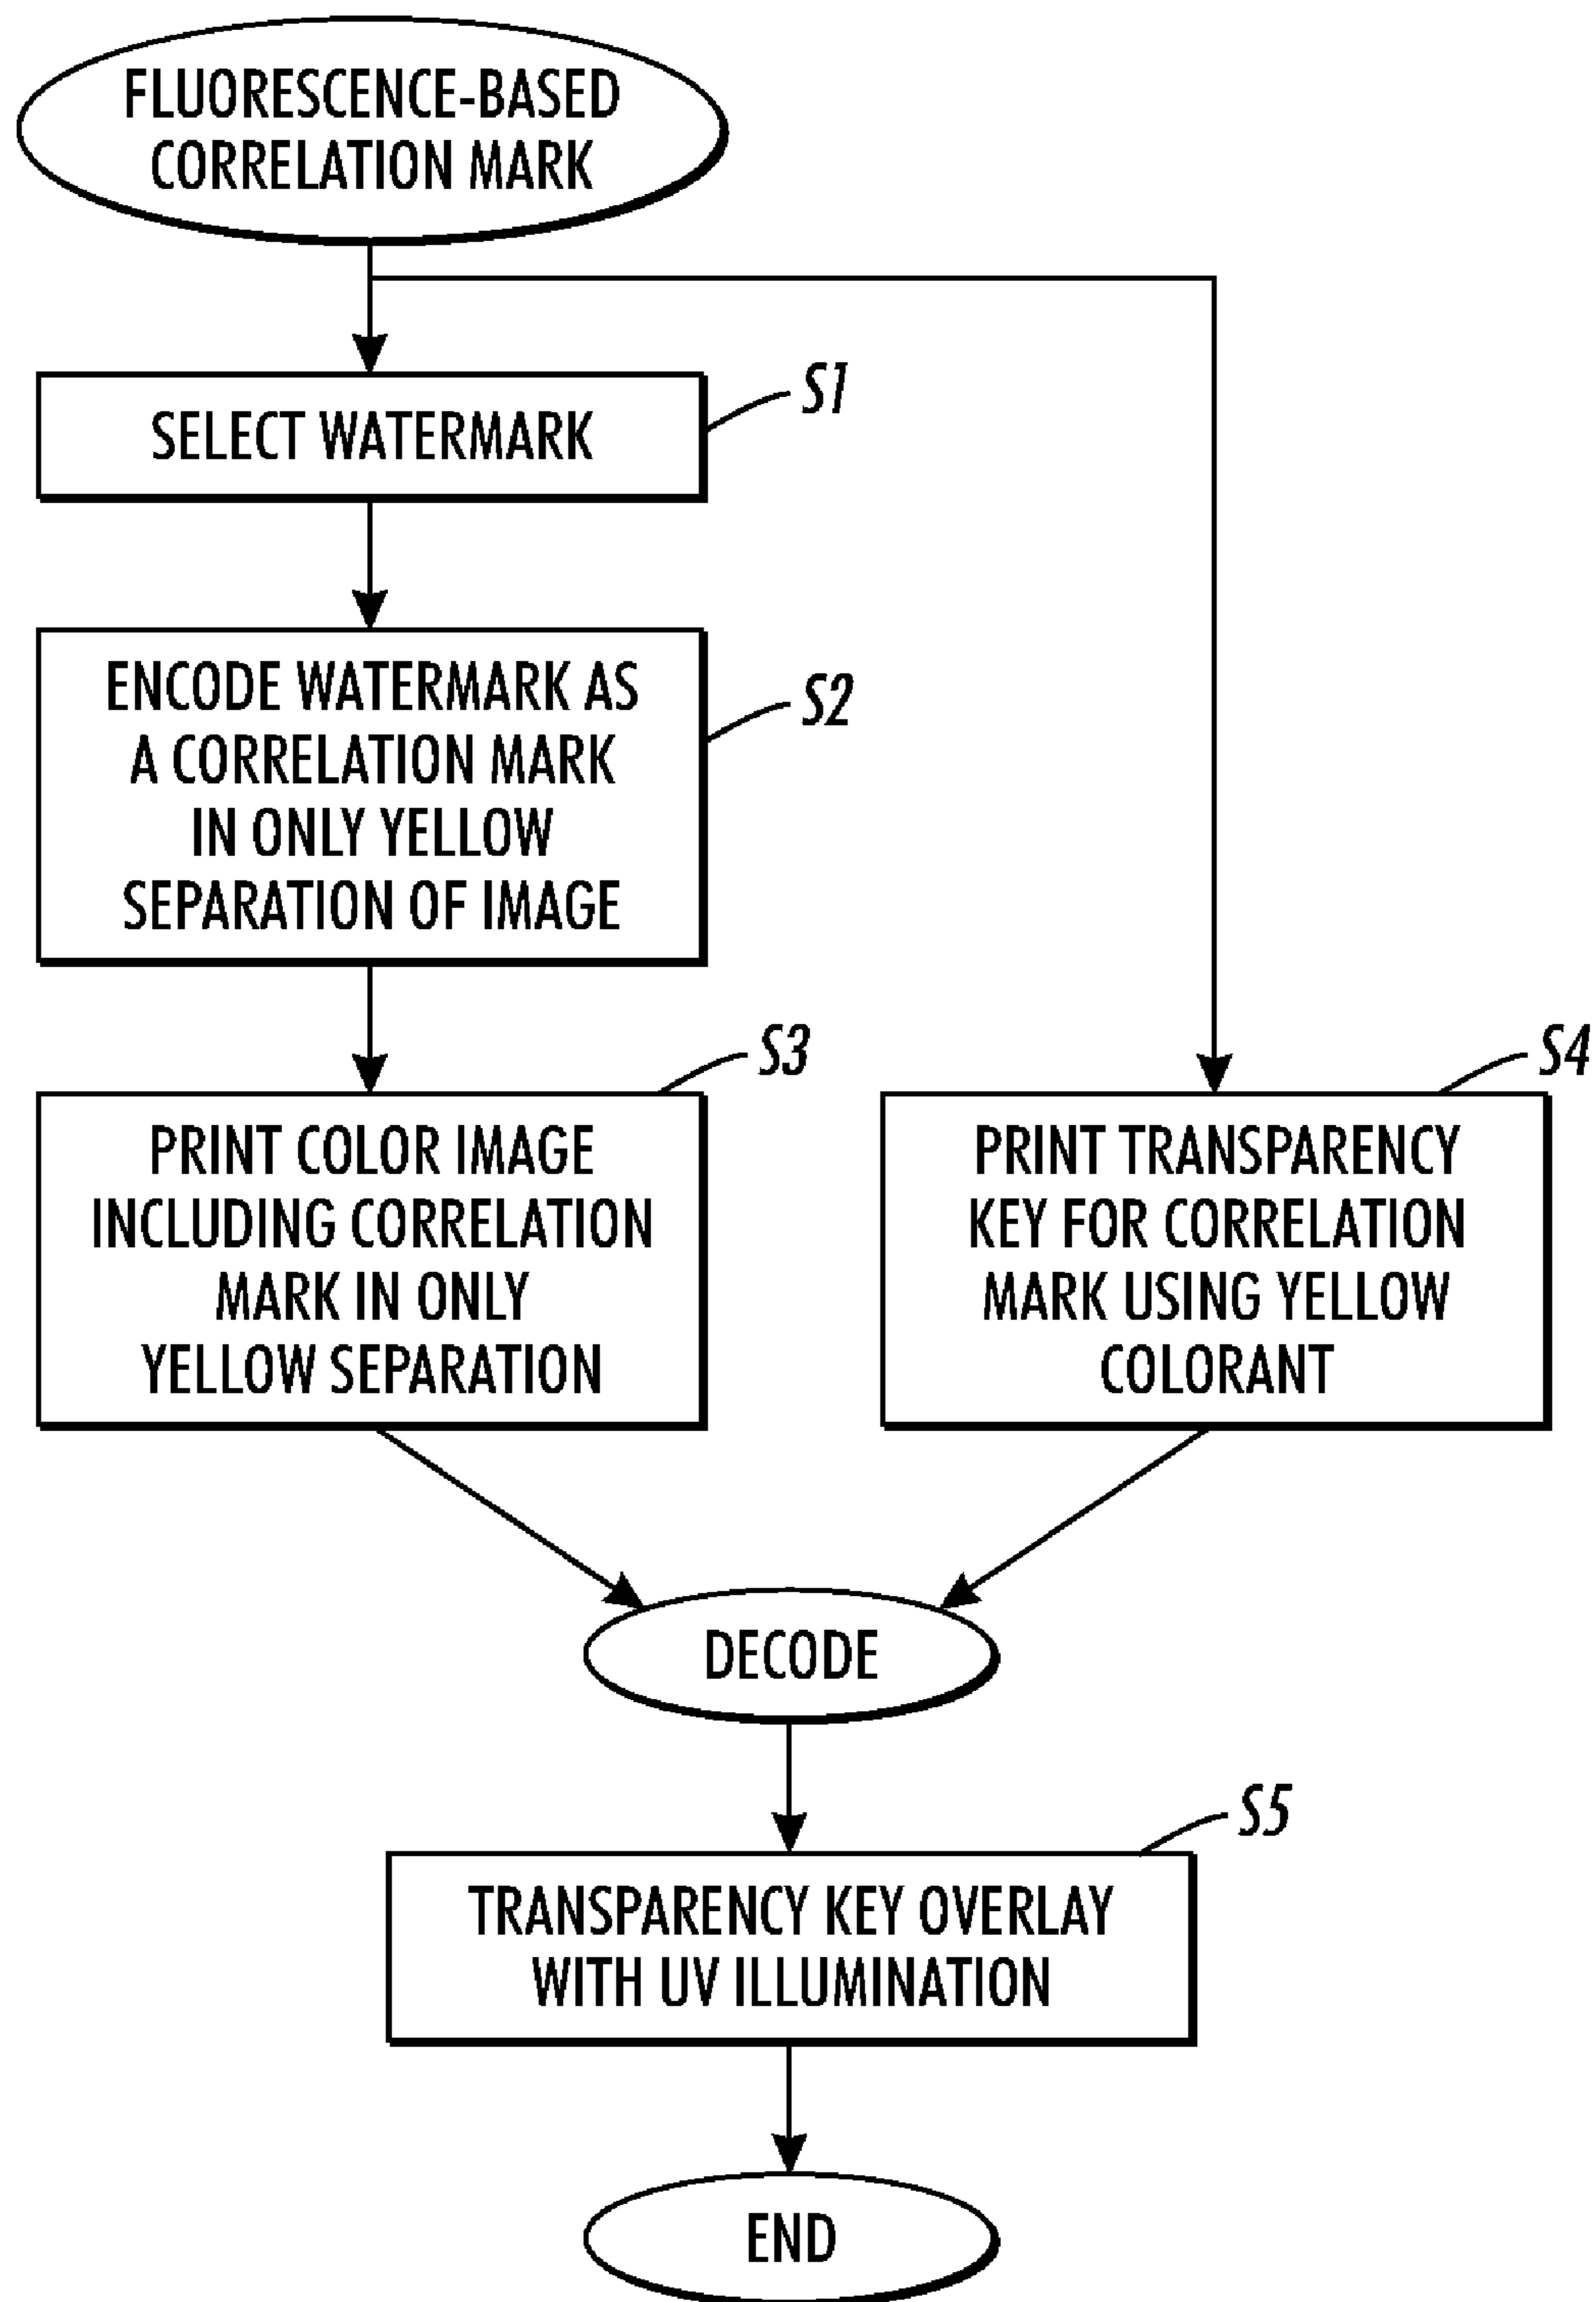 FLUORESCENCE-BASED
CORRELATION MARK
S1
SELECT WATERMARK
S2
ENCODE WATERMARK AS
A CORRELATION MARK
IN ONLY YELLOW
SEPARATION OF IMAGE
S3
PRINT COLOR IMAGE
INCLUDING CORRELATION
MARK IN ONLY
YELLOW SEPARATION
S4
PRINT TRANSPARENCY
KEY FOR CORRELATION
MARK USING YELLOW
COLORANT
DECODE
S5
TRANSPARENCY KEY OVERLAY
WITH UV ILLUMINATION
END